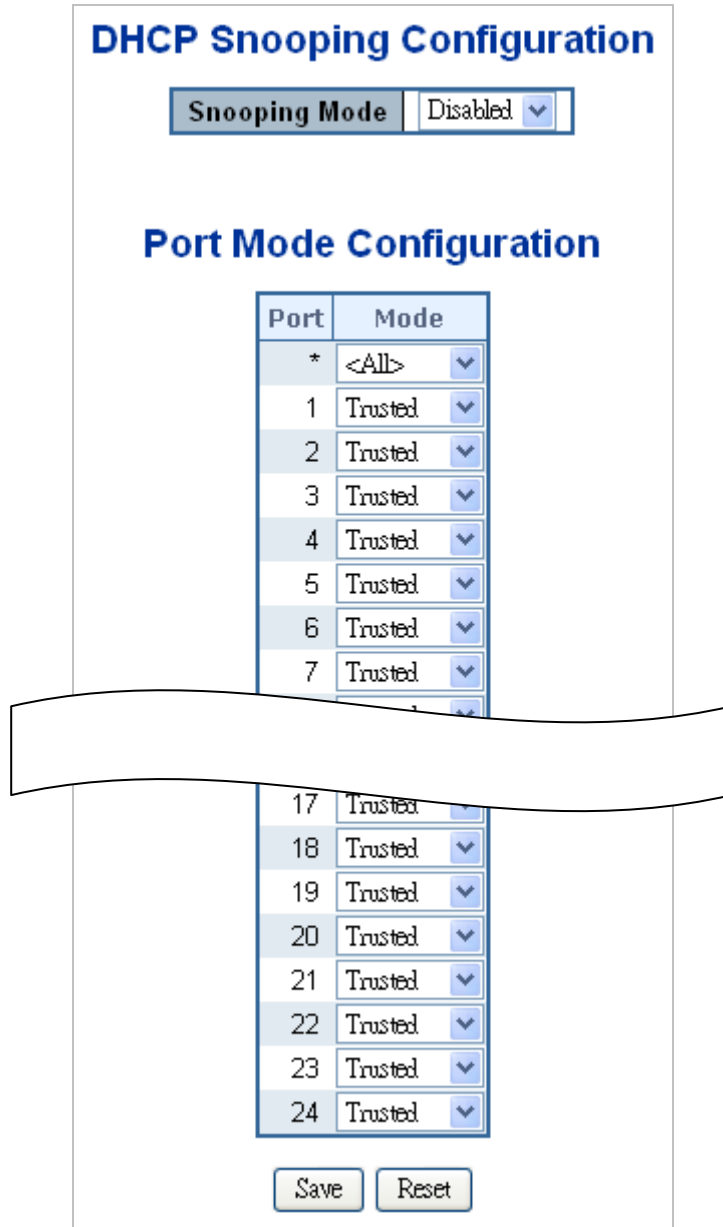 DHCP Snooping Configuration
Snooping Mode Disabled
Port Mode Configuration
Port Mode
* <All>
1 Trusted
2 Trusted
3 Trusted
4 Trusted
5 Trusted
6 Trusted
7 Trusted
17 Trusted
18 Trusted
19 Trusted
20 Trusted
21 Trusted
22 Trusted
23 Trusted
24 Trusted
Save Reset